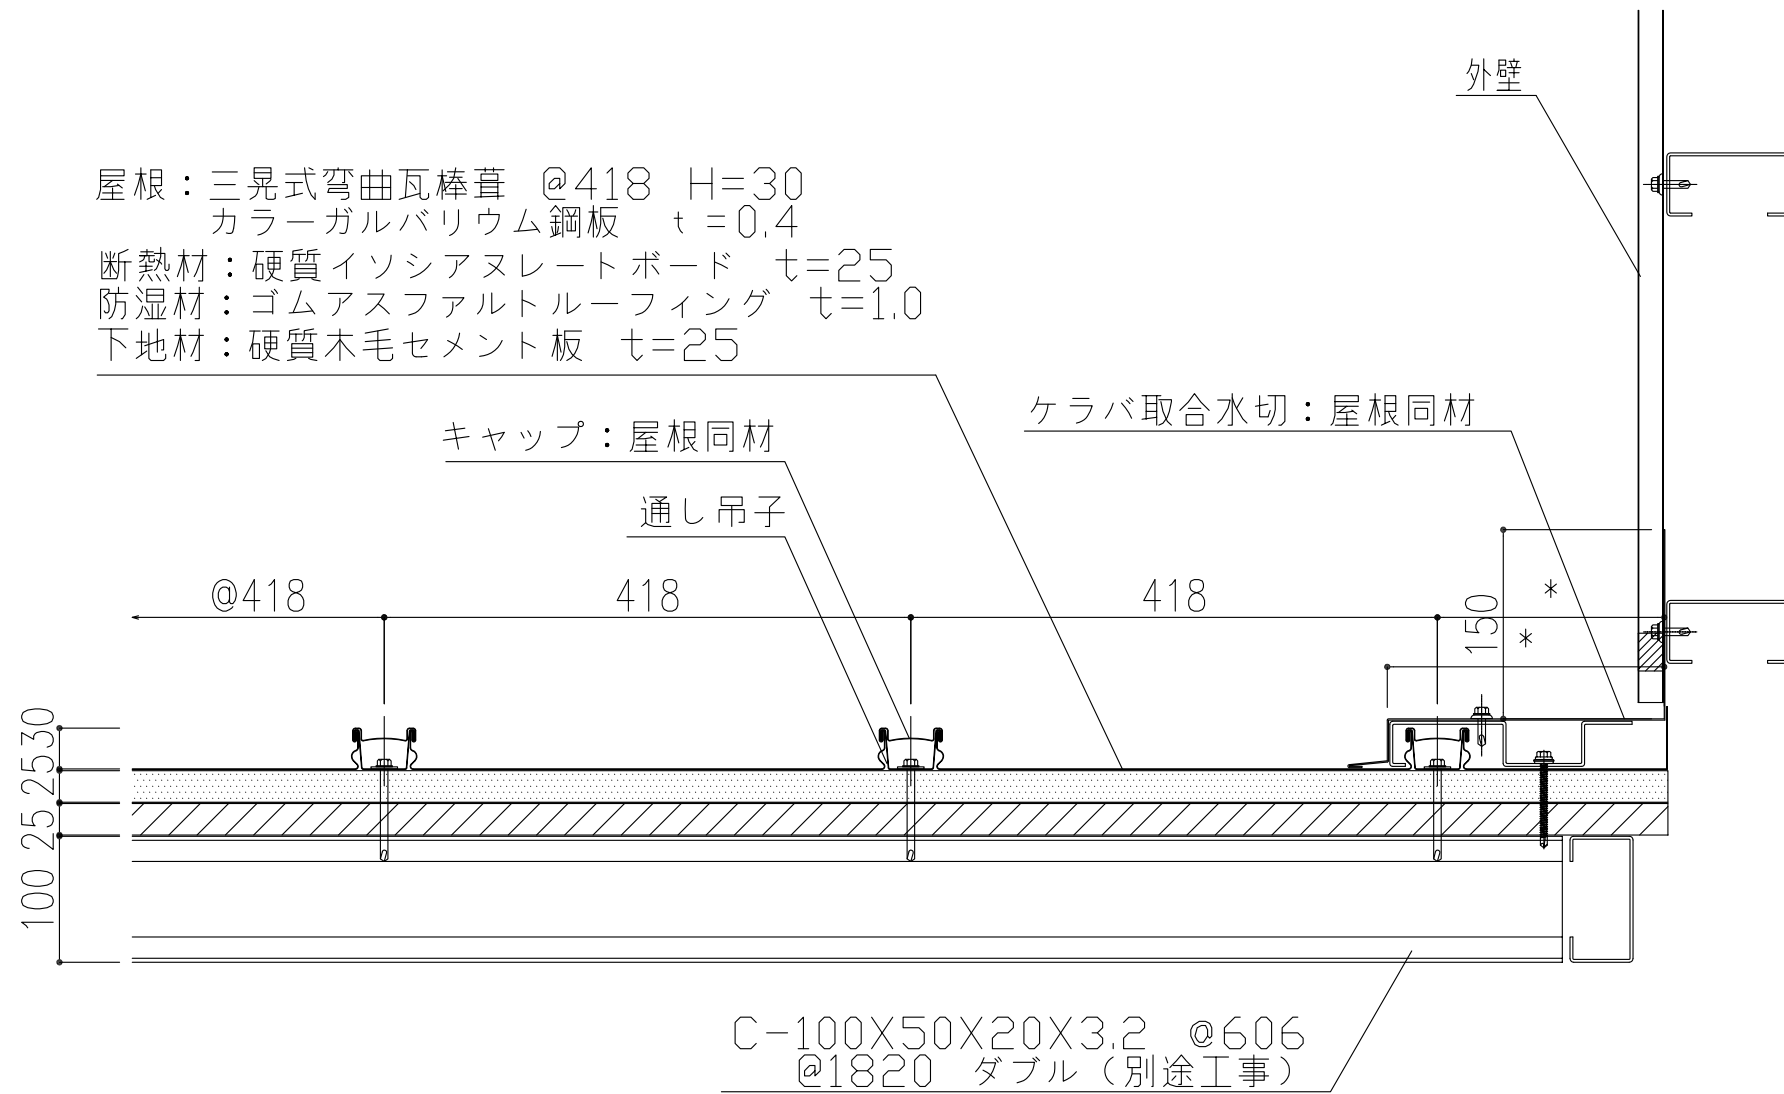 外壁
屋根：三晃式弯曲瓦棒葺　@418　H=30
カラーガルバリウム鋼板　t=0.4
断熱材：硬質イソシアヌレートボード　t=25
防湿材：ゴムアスファルトルーフィング　t=1.0
下地材：硬質木毛セメント板　t=25
ケラバ取合水切：屋根同材
キャップ：屋根同材
通し吊子
@418
418
418
150
*
*
30
25
25
100
C-100X50X20X3.2　@606
@1820　ダブル（別途工事）